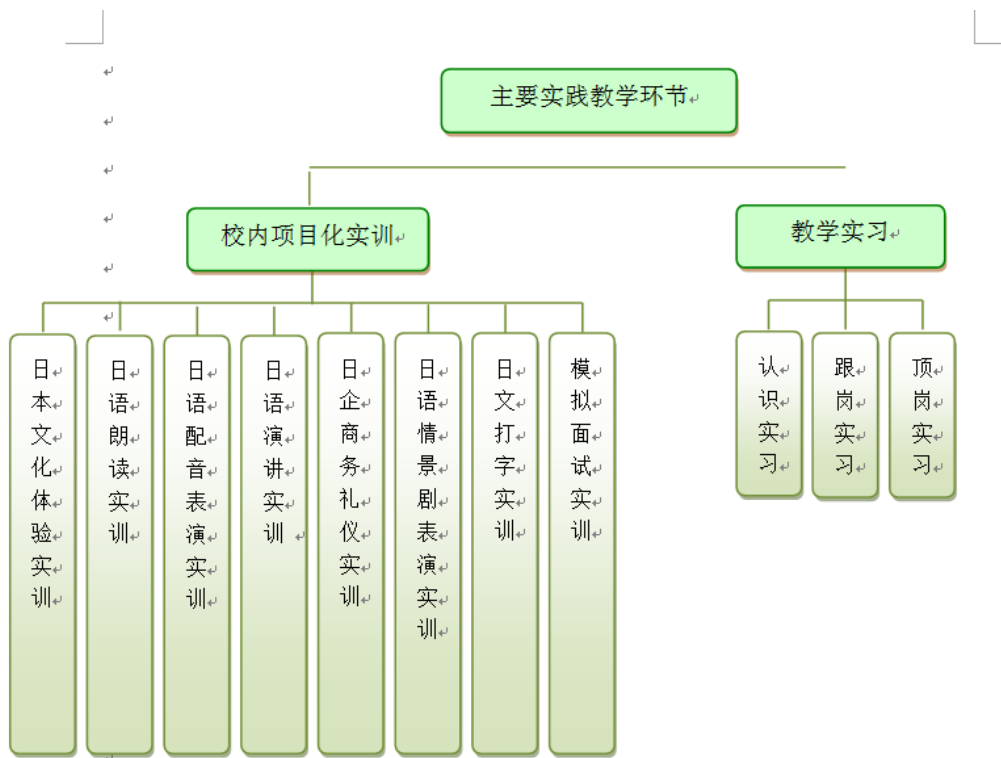 主要实践教学环节
校内项目化实训
教学实习
日本文化体验实训
日语朗读实训
日语配音表演实训
日语演讲实训
日企商务礼仪实训
日语情景剧表演实训
日文打字实训
模拟面试实训
认识实习
跟岗实习
顶岗实习